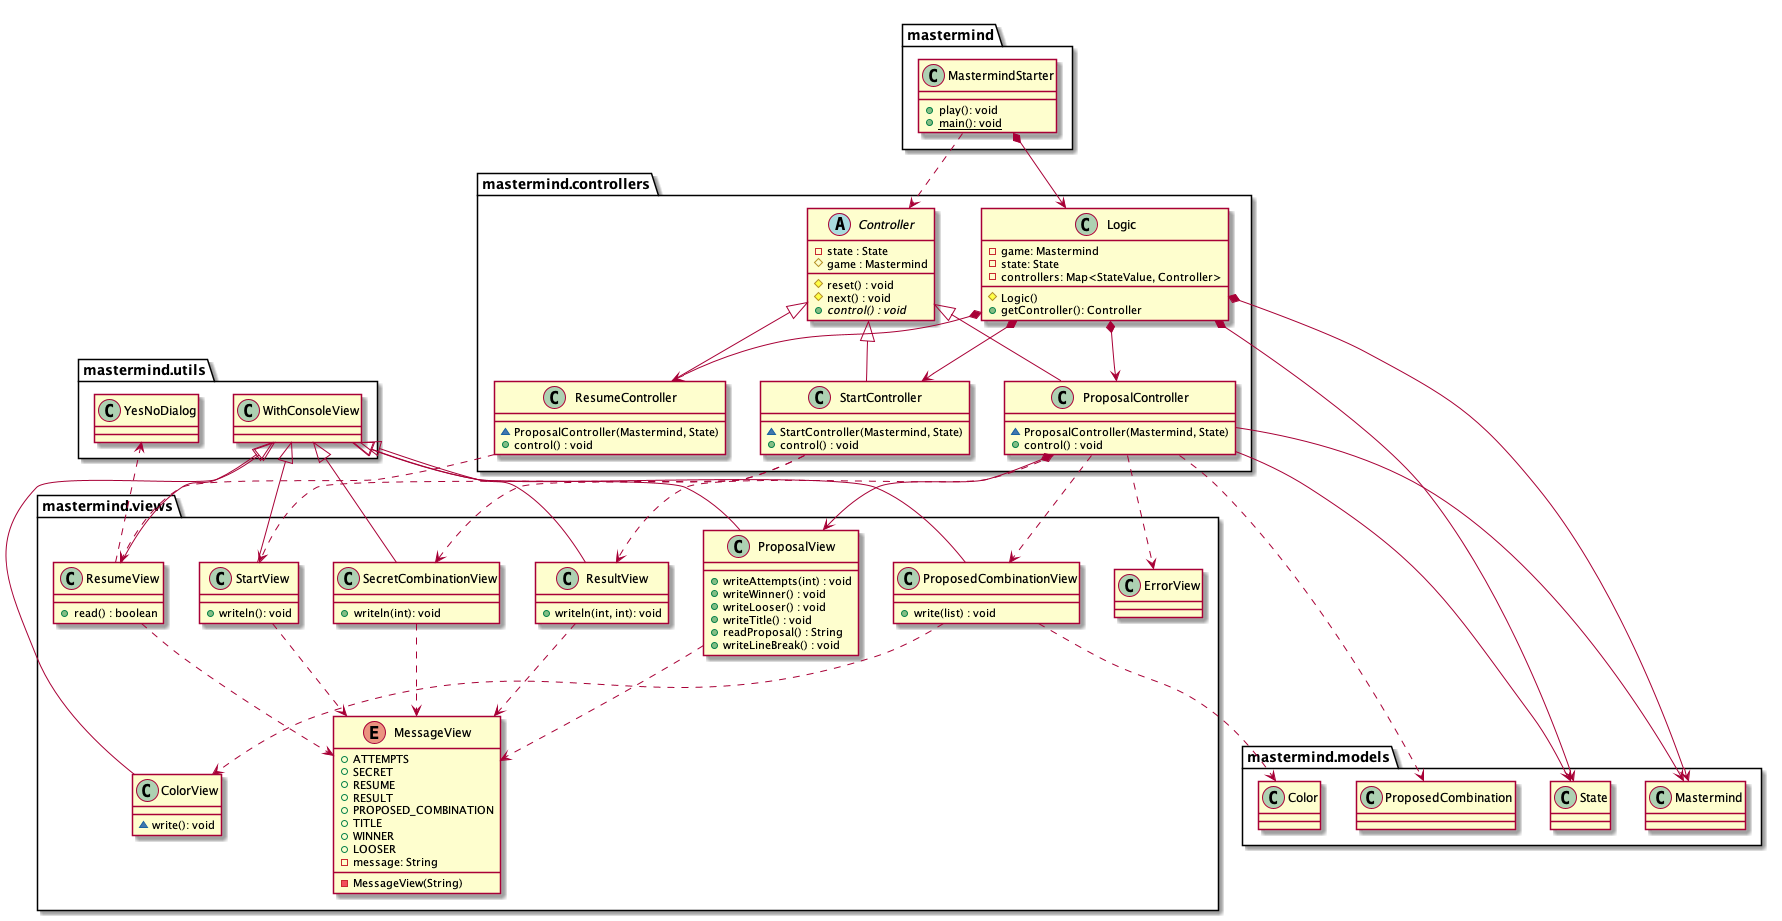 mastermind
C MastermindStarter
play(): void
main(): void
mastermind.controllers
A Controller
state : State
game : Mastermind
reset() : void
next() : void
control() : void
C Logic
game: Mastermind
state: State
controllers: Map<StateValue, Controller>
Logic()
getController(): Controller
mastermind.utils
C YesNoDialog
C WithConsoleView
C ResumeController
ProposalController(Mastermind, State)
control() : void
C StartController
StartController(Mastermind, State)
control() : void
C ProposalController
ProposalController(Mastermind, State)
control() : void
mastermind.views
C ResumeView
read() : boolean
C StartView
writeln(): void
C SecretCombinationView
writeln(int): void
C ResultView
writeln(int, int): void
C ProposalView
writeAttempts(int) : void
writeWinner() : void
writeLooser() : void
writeTitle() : void
readProposal() : String
writeLineBreak() : void
C ProposedCombinationView
write(list) : void
C ErrorView
C ColorView
write(): void
E MessageView
ATTEMPTS
SECRET
RESUME
RESULT
PROPOSED_COMBINATION
TITLE
WINNER
LOOSER
message: String
MessageView(String)
mastermind.models
C Color
C ProposedCombination
C State
C Mastermind